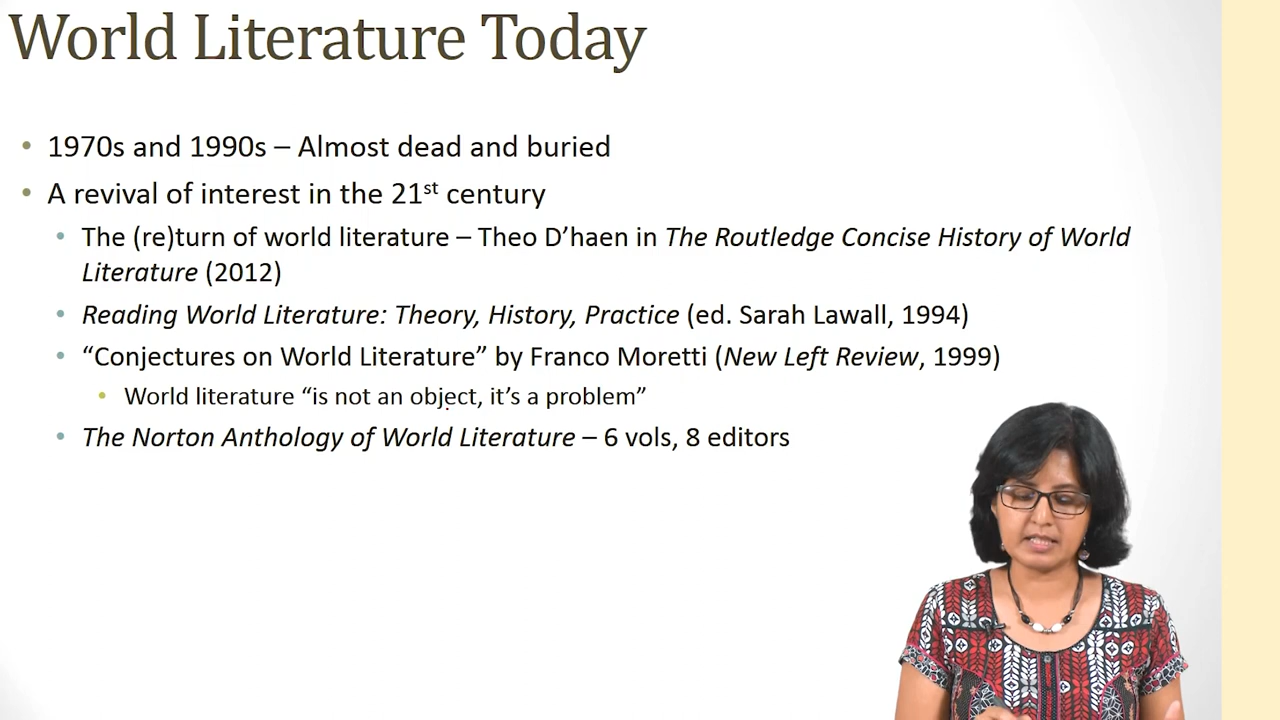 World Literature Today
• 1970s and 1990s – Almost dead and buried
• A revival of interest in the 21st century
• The (re)turn of world literature – Theo D’haen in The Routledge Concise History of World
Literature (2012)
• Reading World Literature: Theory, History, Practice (ed. Sarah Lawall, 1994)
• “Conjectures on World Literature” by Franco Moretti (New Left Review, 1999)
• World literature “is not an object, it’s a problem”
• The Norton Anthology of World Literature – 6 vols, 8 editors